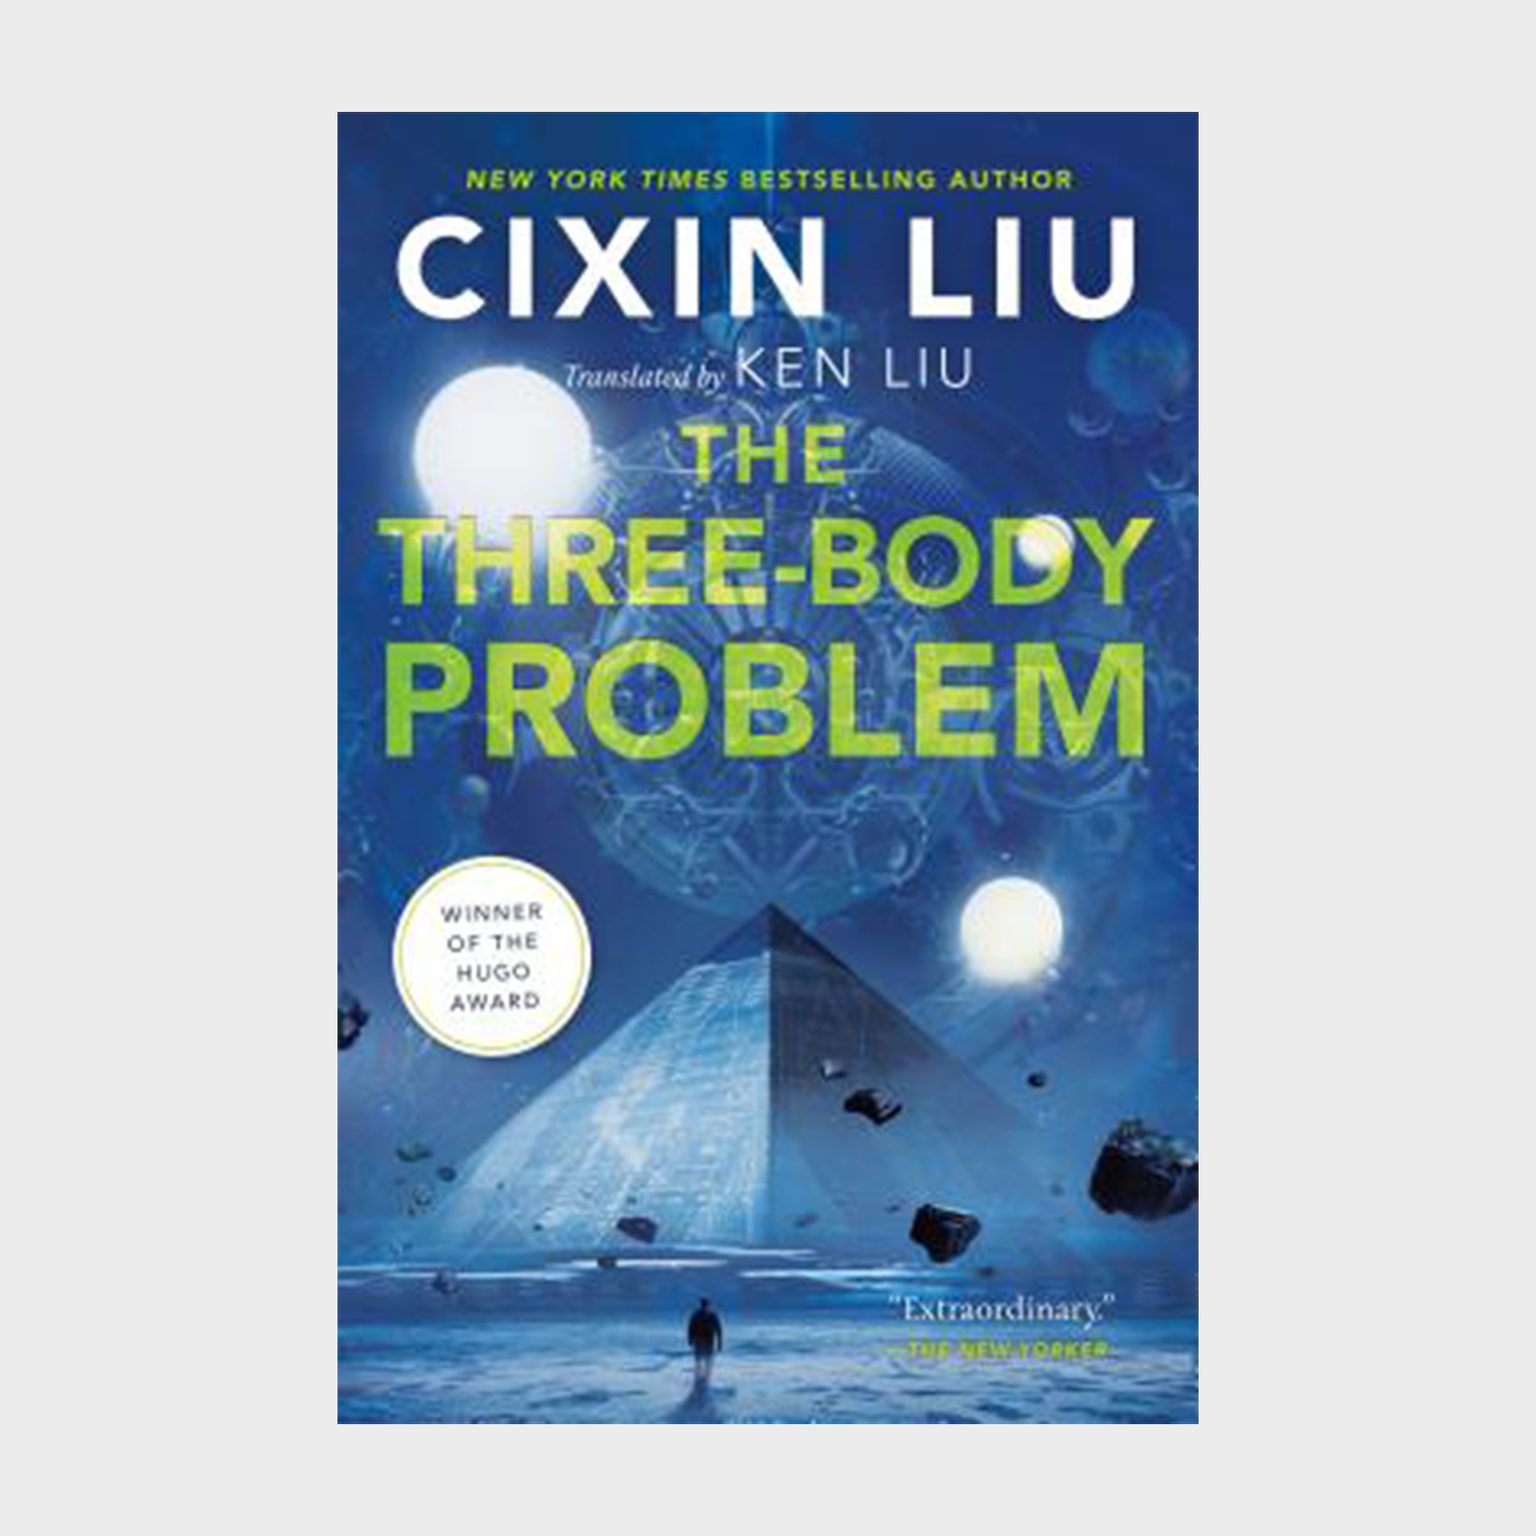 NEW YORK TIMES BESTSELLING AUTHOR
CIXIN LIU
Translated by KEN LIU
THE
THREE-BODY
PROBLEM
WINNER
OF THE
HUGO
AWARD
“Extraordinary.”
—THE NEW YORKER